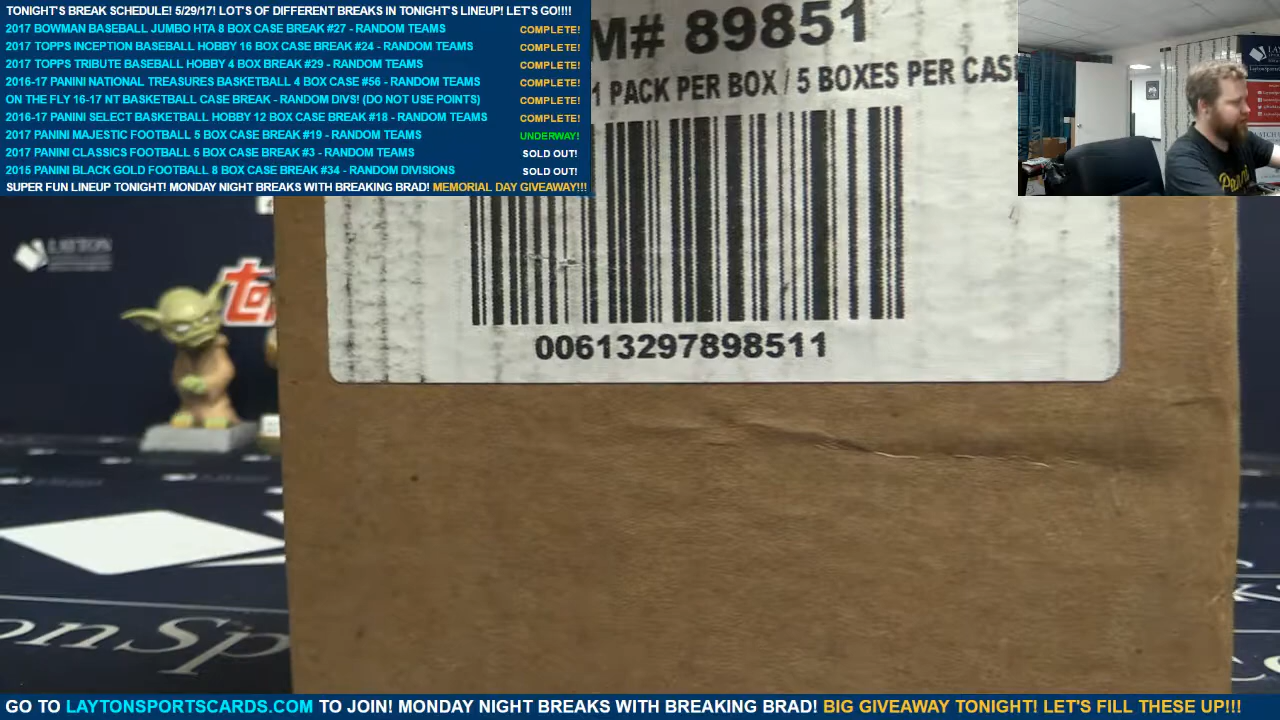 TONIGHT'S BREAK SCHEDULE! 5/29/17! LOT'S OF DIFFERENT BREAKS IN TONIGHT'S LINEUP! LET'S GO!!!!
2017 BOWMAN BASEBALL JUMBO HTA 8 BOX CASE BREAK #27 - RANDOM TEAMS COMPLETE!
2017 TOPPS INCEPTION BASEBALL HOBBY 16 BOX CASE BREAK #24 - RANDOM TEAMS COMPLETE!
2017 TOPPS TRIBUTE BASEBALL HOBBY 4 BOX BREAK #29 - RANDOM TEAMS COMPLETE!
2016-17 PANINI NATIONAL TREASURES BASKETBALL 4 BOX CASE #56 - RANDOM TEAMS COMPLETE!
ON THE FLY 16-17 NT BASKETBALL CASE BREAK - RANDOM DIVS! (DO NOT USE POINTS) COMPLETE!
2016-17 PANINI SELECT BASKETBALL HOBBY 12 BOX CASE BREAK #18 - RANDOM TEAMS COMPLETE!
2017 PANINI MAJESTIC FOOTBALL 5 BOX CASE BREAK #19 - RANDOM TEAMS UNDERWAY!
2017 PANINI CLASSICS FOOTBALL 5 BOX CASE BREAK #3 - RANDOM TEAMS SOLD OUT!
2015 PANINI BLACK GOLD FOOTBALL 8 BOX CASE BREAK #34 - RANDOM DIVISIONS SOLD OUT!
SUPER FUN LINEUP TONIGHT! MONDAY NIGHT BREAKS WITH BREAKING BRAD! MEMORIAL DAY GIVEAWAY!!!
M# 89851
1 PACK PER BOX / 5 BOXES PER CAS
00613297898511
LAYTON
GO TO LAYTONSPORTSCARDS.COM TO JOIN! MONDAY NIGHT BREAKS WITH BREAKING BRAD! BIG GIVEAWAY TONIGHT! LET'S FILL THESE UP!!!